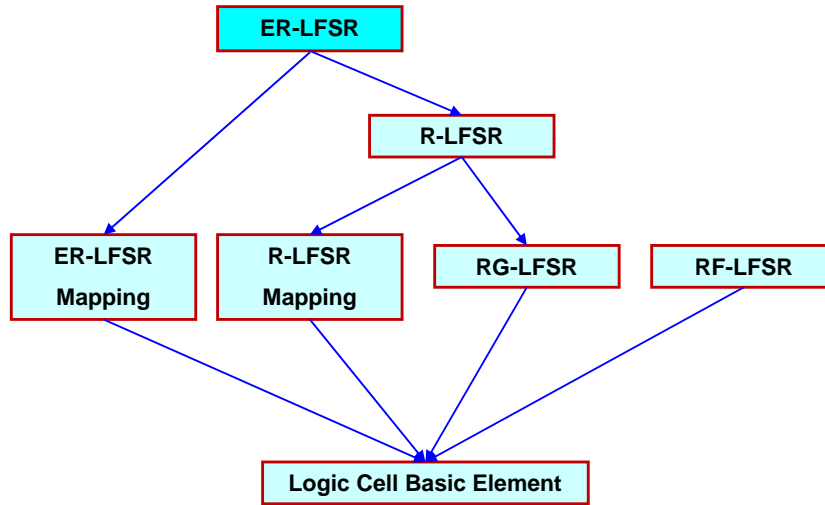 ER-LFSR
R-LFSR
ER-LFSR
Mapping
R-LFSR
Mapping
RG-LFSR
RF-LFSR
Logic Cell Basic Element